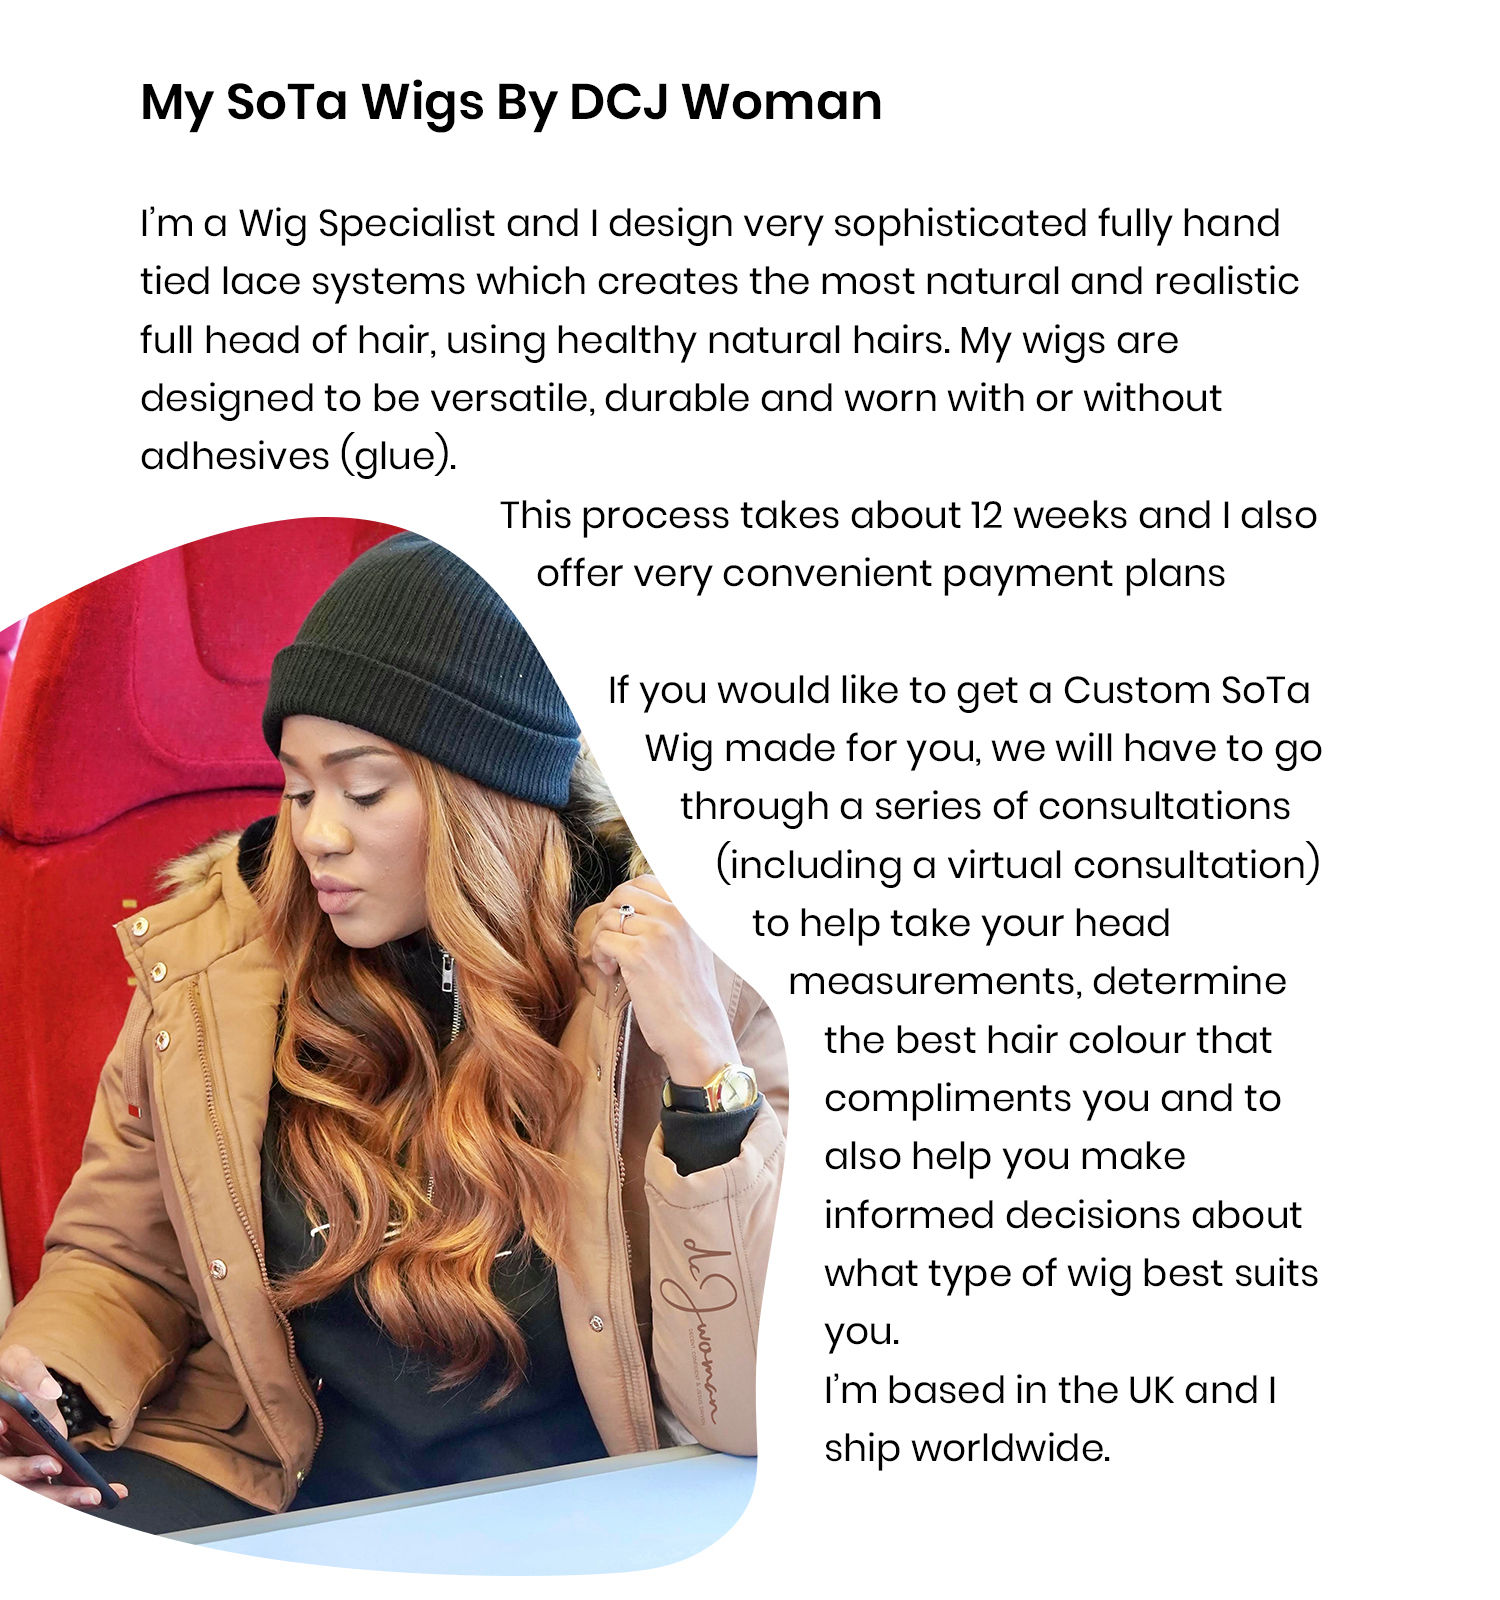 My SoTa Wigs By DCJ Woman
I’m a Wig Specialist and I design very sophisticated fully hand
tied lace systems which creates the most natural and realistic
full head of hair, using healthy natural hairs. My wigs are
designed to be versatile, durable and worn with or without
adhesives (glue).
This process takes about 12 weeks and I also
offer very convenient payment plans
If you would like to get a Custom SoTa
Wig made for you, we will have to go
through a series of consultations
(including a virtual consultation)
to help take your head
measurements, determine
the best hair colour that
compliments you and to
also help you make
informed decisions about
what type of wig best suits
you.
I’m based in the UK and I
ship worldwide.
dcJwoman